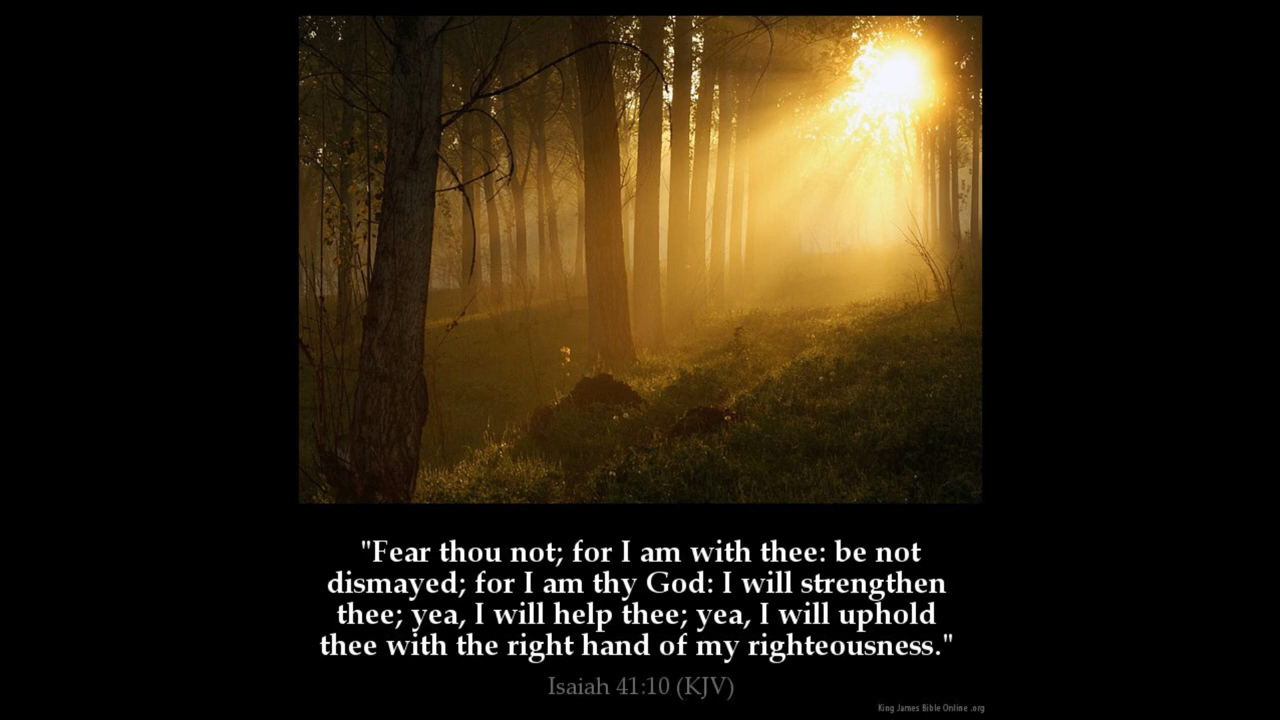 "Fear thou not; for I am with thee: be not
dismayed; for I am thy God: I will strengthen
thee; yea, I will help thee; yea, I will uphold
thee with the right hand of my righteousness."
Isaiah 41:10 (KJV)
King James Bible Online .org